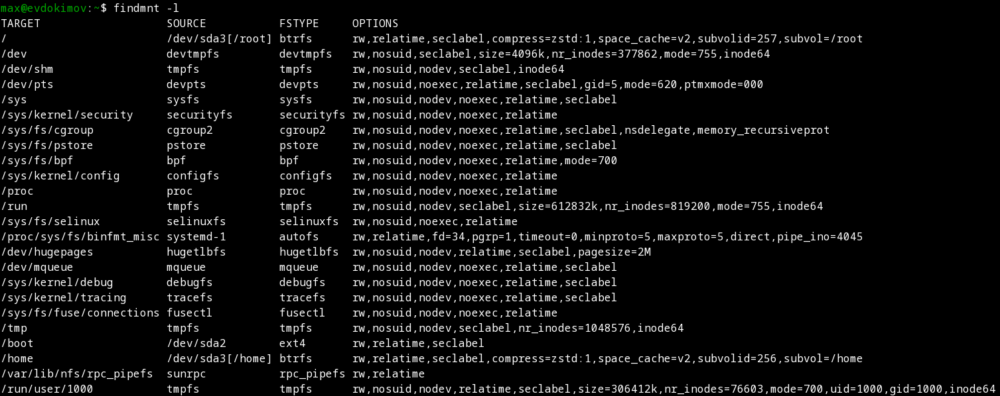 max@evdokimov:~$ findmnt -l
TARGET                   SOURCE           FSTYPE     OPTIONS
/                        /dev/sda3[/root] btrfs      rw,relatime,seclabel,compress=zstd:1,space_cache=v2,subvolid=257,subvol=/root
/dev                     devtmpfs         devtmpfs   rw,nosuid,seclabel,size=4096k,nr_inodes=377862,mode=755,inode64
/dev/shm                 tmpfs            tmpfs      rw,nosuid,nodev,seclabel,inode64
/dev/pts                 devpts           devpts     rw,nosuid,noexec,relatime,seclabel,gid=5,mode=620,ptmxmode=000
/sys                     sysfs            sysfs      rw,nosuid,nodev,noexec,relatime,seclabel
/sys/kernel/security     securityfs       securityfs rw,nosuid,nodev,noexec,relatime
/sys/fs/cgroup           cgroup2          cgroup2    rw,nosuid,nodev,noexec,relatime,seclabel,nsdelegate,memory_recursiveprot
/sys/fs/pstore           pstore           pstore     rw,nosuid,nodev,noexec,relatime,seclabel
/sys/fs/bpf              bpf              bpf        rw,nosuid,nodev,noexec,relatime,mode=700
/sys/kernel/config       configfs         configfs   rw,nosuid,nodev,noexec,relatime
/proc                    proc             proc       rw,nosuid,nodev,noexec,relatime
/run                     tmpfs            tmpfs      rw,nosuid,nodev,seclabel,size=612832k,nr_inodes=819200,mode=755,inode64
/sys/fs/selinux          selinuxfs        selinuxfs  rw,nosuid,noexec,relatime
/proc/sys/fs/binfmt_misc systemd-1        autofs     rw,relatime,fd=34,pgrp=1,timeout=0,minproto=5,maxproto=5,direct,pipe_ino=4045
/dev/hugepages           hugetlbfs        hugetlbfs  rw,nosuid,nodev,relatime,seclabel,pagesize=2M
/dev/mqueue              mqueue           mqueue     rw,nosuid,nodev,noexec,relatime,seclabel
/sys/kernel/debug        debugfs          debugfs    rw,nosuid,nodev,noexec,relatime,seclabel
/sys/kernel/tracing      tracefs          tracefs    rw,nosuid,nodev,noexec,relatime,seclabel
/sys/fs/fuse/connections fusectl          fusectl    rw,nosuid,nodev,noexec,relatime
/tmp                     tmpfs            tmpfs      rw,nosuid,nodev,seclabel,nr_inodes=1048576,inode64
/boot                    /dev/sda2        ext4       rw,relatime,seclabel
/home                    /dev/sda3[/home] btrfs      rw,relatime,seclabel,compress=zstd:1,space_cache=v2,subvolid=256,subvol=/home
/var/lib/nfs/rpc_pipefs  sunrpc           rpc_pipefs rw,relatime
/run/user/1000           tmpfs            tmpfs      rw,nosuid,nodev,relatime,seclabel,size=306412k,nr_inodes=76603,mode=700,uid=1000,gid=1000,inode64